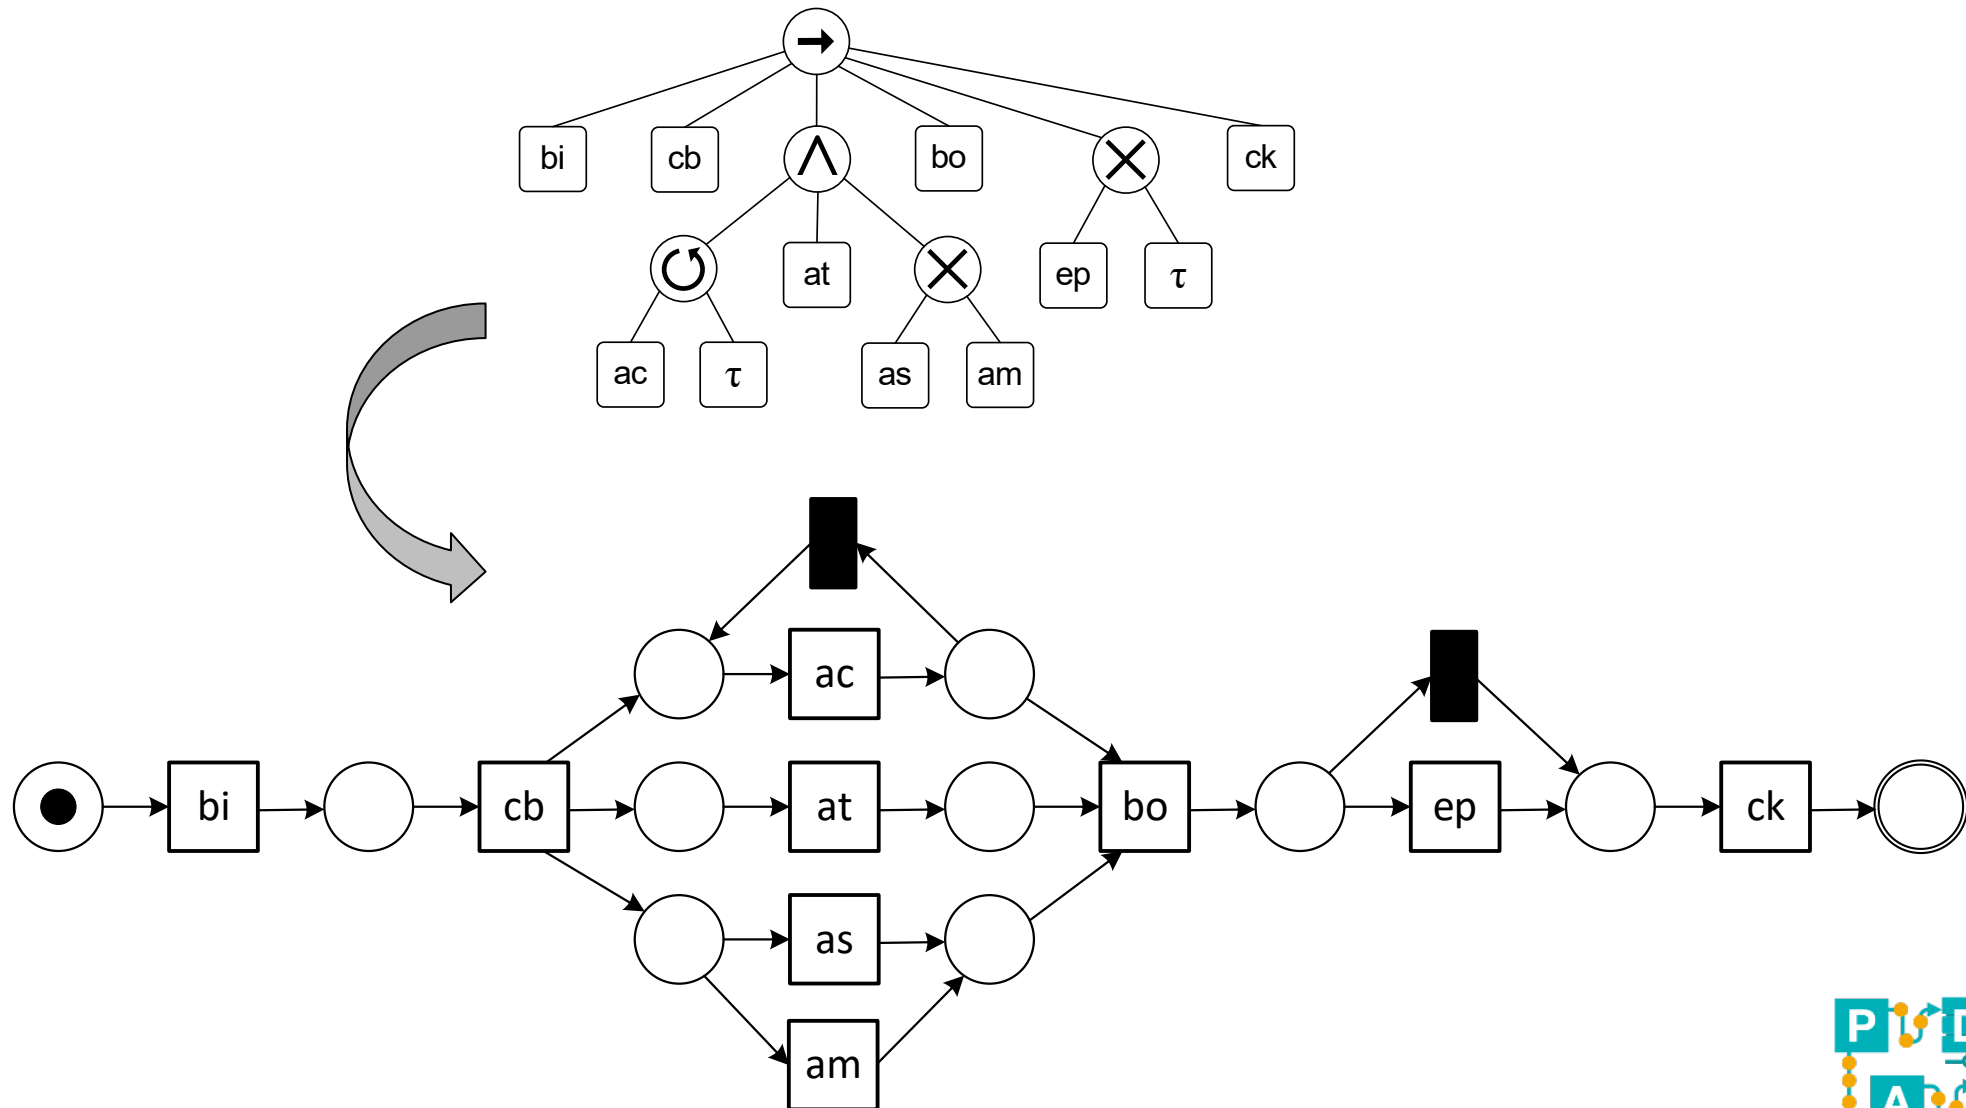 bi cb bo ck
at ep τ
ac τ as am
ac
bi cb at bo ep ck
as
am
P D
A